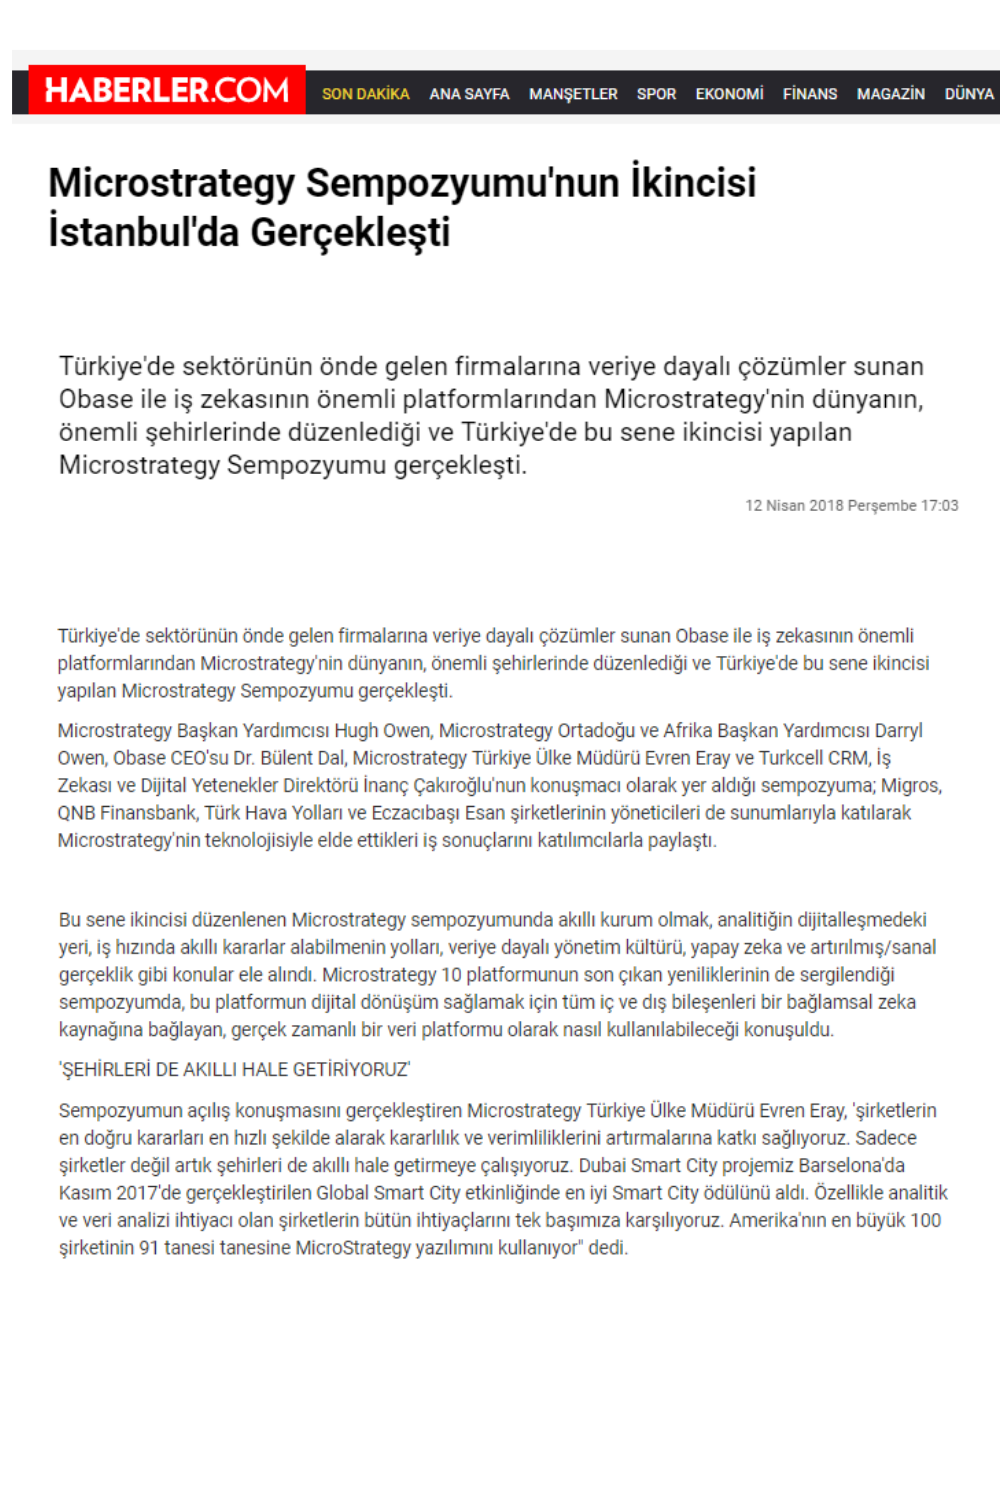 HABERLER.COM SON DAKİKA ANA SAYFA MANŞETLER SPOR EKONOMİ FİNANS MAGAZİN DÜNYA
Microstrategy Sempozyumu'nun İkincisi
İstanbul'da Gerçekleşti
Türkiye'de sektörünün önde gelen firmalarına veriye dayalı çözümler sunan
Obase ile iş zekasının önemli platformlarından Microstrategy'nin dünyanın,
önemli şehirlerinde düzenlediği ve Türkiye'de bu sene ikincisi yapılan
Microstrategy Sempozyumu gerçekleşti.
12 Nisan 2018 Perşembe 17:03
Türkiye'de sektörünün önde gelen firmalarına veriye dayalı çözümler sunan Obase ile iş zekasının önemli
platformlarından Microstrategy'nin dünyanın, önemli şehirlerinde düzenlediği ve Türkiye'de bu sene ikincisi
yapılan Microstrategy Sempozyumu gerçekleşti.
Microstrategy Başkan Yardımcısı Hugh Owen, Microstrategy Ortadoğu ve Afrika Başkan Yardımcısı Darryl
Owen, Obase CEO'su Dr. Bülent Dal, Microstrategy Türkiye Ülke Müdürü Evren Eray ve Turkcell CRM, İş
Zekası ve Dijital Yetenekler Direktörü İnanç Çakıroğlu'nun konuşmacı olarak yer aldığı sempozyuma; Migros,
QNB Finansbank, Türk Hava Yolları ve Eczacıbaşı Esan şirketlerinin yöneticileri de sunumlarıyla katılarak
Microstrategy'nin teknolojisiyle elde ettikleri iş sonuçlarını katılımcılarla paylaştı.
Bu sene ikincisi düzenlenen Microstrategy sempozyumunda akıllı kurum olmak, analitiğin dijitalleşmedeki
yeri, iş hızında akıllı kararlar alabilmenin yolları, veriye dayalı yönetim kültürü, yapay zeka ve artırılmış/sanal
gerçeklik gibi konular ele alındı. Microstrategy 10 platformunun son çıkan yeniliklerinin de sergilendiği
sempozyumda, bu platformun dijital dönüşüm sağlamak için tüm iç ve dış bileşenleri bir bağlamsal zeka
kaynağına bağlayan, gerçek zamanlı bir veri platformu olarak nasıl kullanılabileceği konuşuldu.
'ŞEHİRLERİ DE AKILLI HALE GETİRİYORUZ'
Sempozyumun açılış konuşmasını gerçekleştiren Microstrategy Türkiye Ülke Müdürü Evren Eray, 'şirketlerin
en doğru kararları en hızlı şekilde alarak kararlılık ve verimliliklerini artırmalarına katkı sağlıyoruz. Sadece
şirketler değil artık şehirleri de akıllı hale getirmeye çalışıyoruz. Dubai Smart City projemiz Barselona'da
Kasım 2017'de gerçekleştirilen Global Smart City etkinliğinde en iyi Smart City ödülünü aldı. Özellikle analitik
ve veri analizi ihtiyacı olan şirketlerin bütün ihtiyaçlarını tek başımıza karşılıyoruz. Amerika'nın en büyük 100
şirketinin 91 tanesi tanesine MicroStrategy yazılımını kullanıyor" dedi.